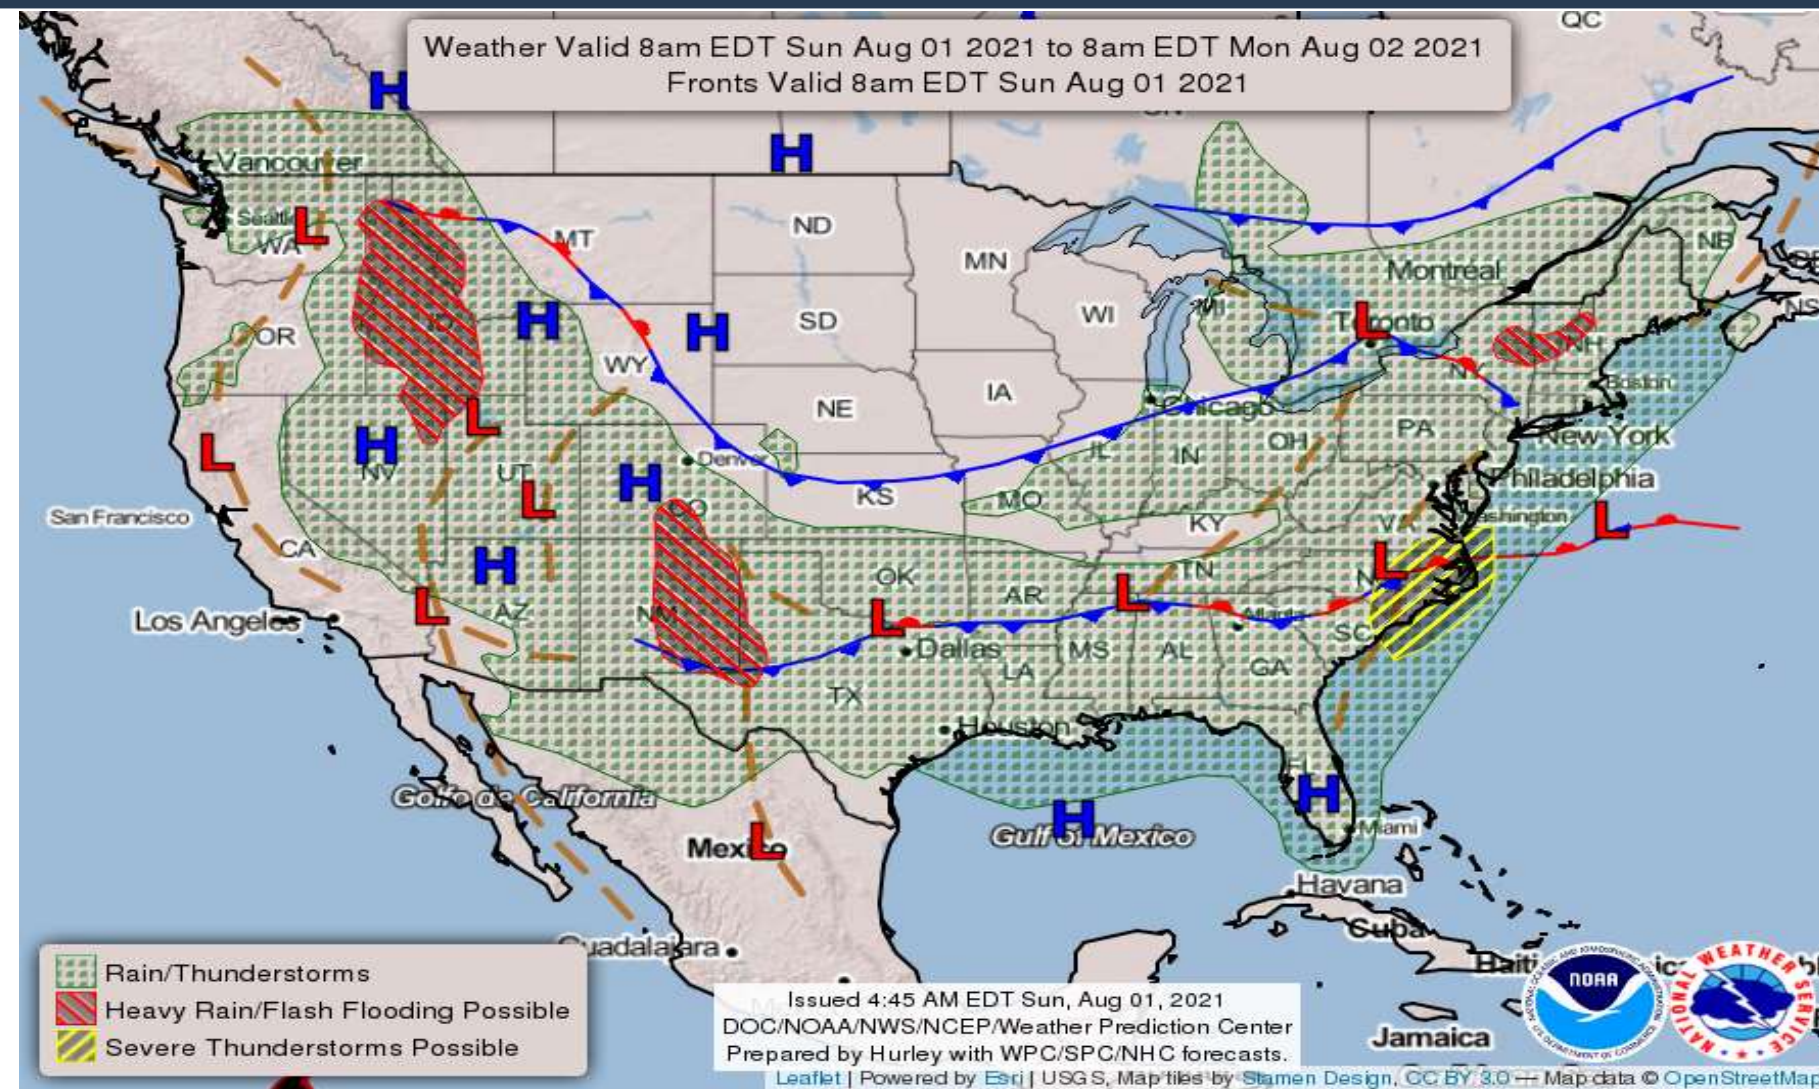 Weather Valid 8am EDT Sun Aug 01 2021 to 8am EDT Mon Aug 02 2021
Fronts Valid 8am EDT Sun Aug 01 2021
QC
H
H
Vancouver
Seattle
L
WA
MT
ND
MN
NB
Montréal
NS
OR
H
H
WY
SD
WI
MI
L
Toronto
NH
NY
Boston
L
H
NV
L
UT
L
H
Denver
NE
IA
Chicago
IL
IN
OH
PA
New York
Philadelphia
San Francisco
CA
KS
MO
KY
VA
Washington
L
H
AZ
L
Los Angeles
NM
OK
L
Dallas
AR
L
TN
L
Atlanta
SC
TX
LA
MS
AL
GA
Houston
FL
H
Golfo de California
H
Gulf of Mexico
Miami
L
Mexico
Havana
Cuba
Guadalajara
Haiti
Jamaica
Rain/Thunderstorms
Heavy Rain/Flash Flooding Possible
Severe Thunderstorms Possible
Issued 4:45 AM EDT Sun, Aug 01, 2021
DOC/NOAA/NWS/NCEP/Weather Prediction Center
Prepared by Hurley with WPC/SPC/NHC forecasts.
NOAA
NATIONAL WEATHER SERVICE
Leaflet | Powered by Esri | USGS, Map tiles by Stamen Design, CC BY 3.0 — Map data © OpenStreetMap